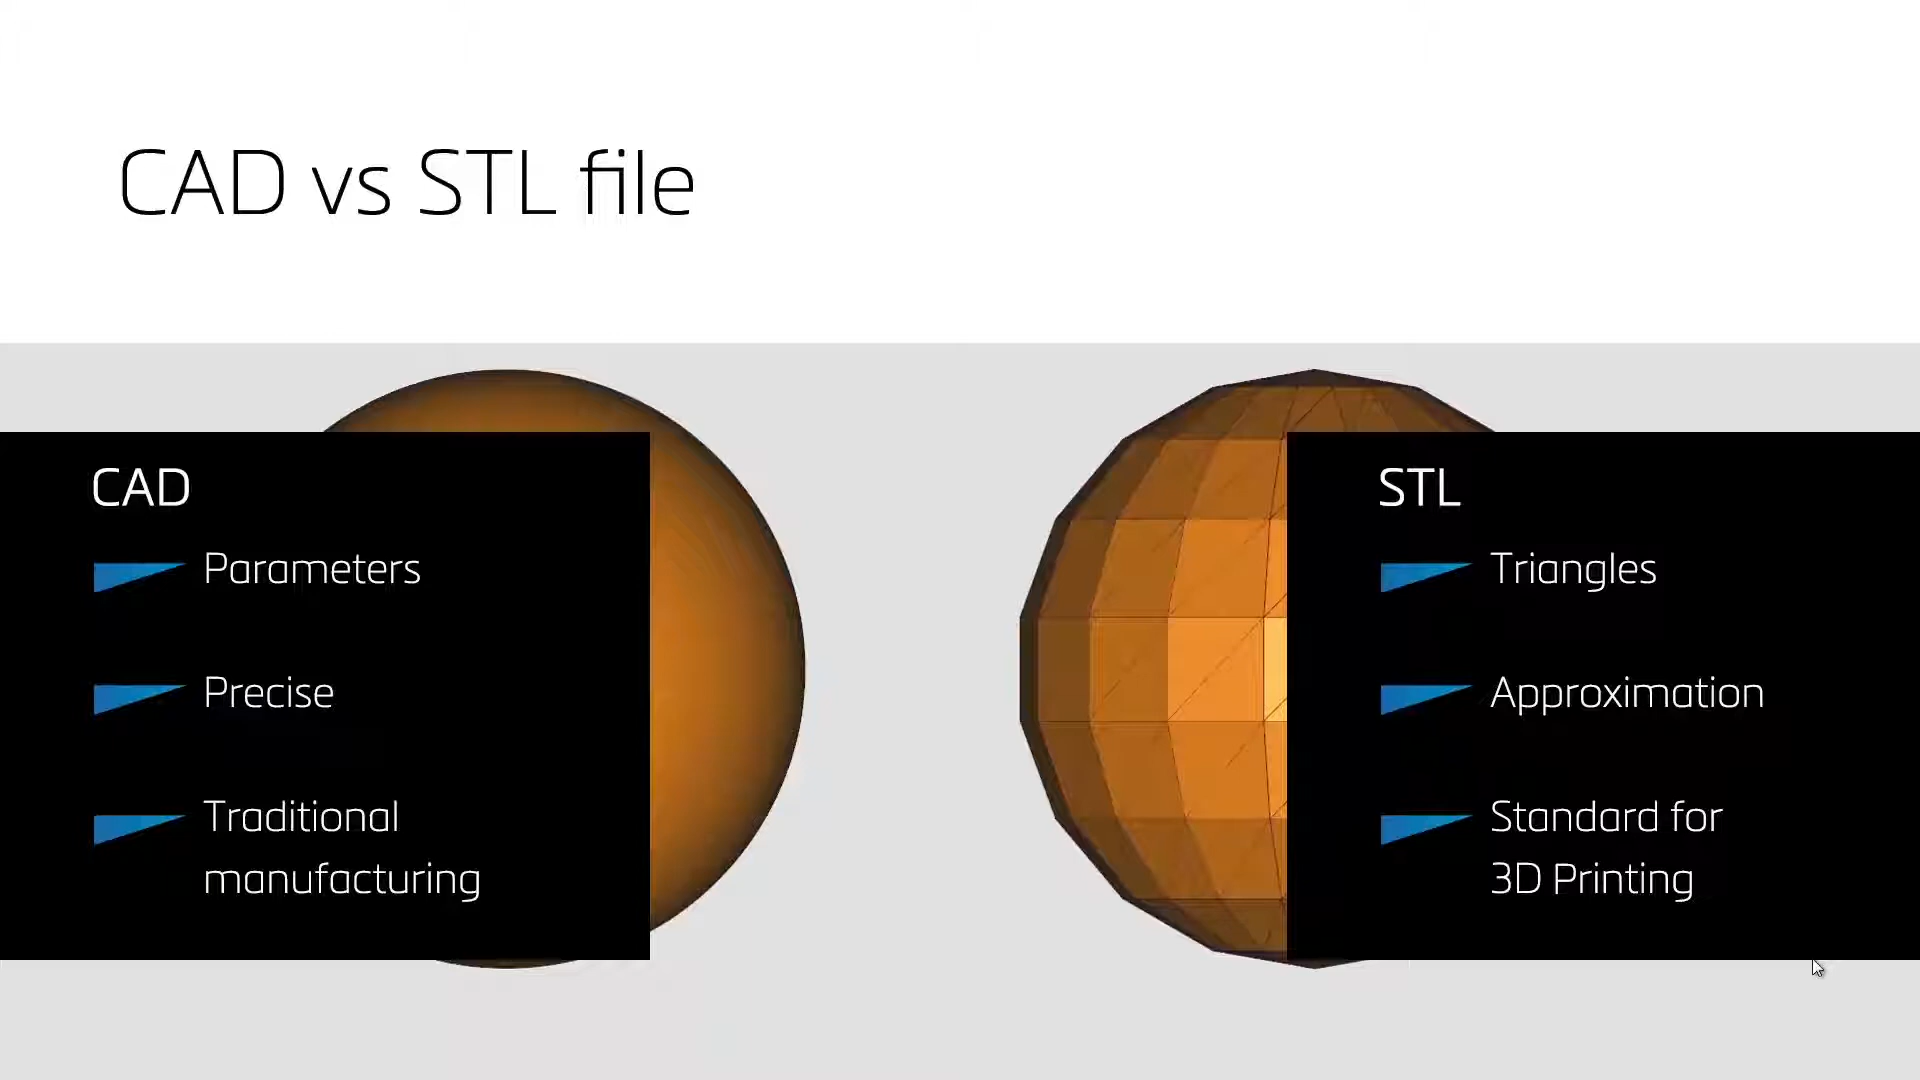 CAD vs STL file
CAD
Parameters
Precise
Traditional
manufacturing
STL
Triangles
Approximation
Standard for
3D Printing